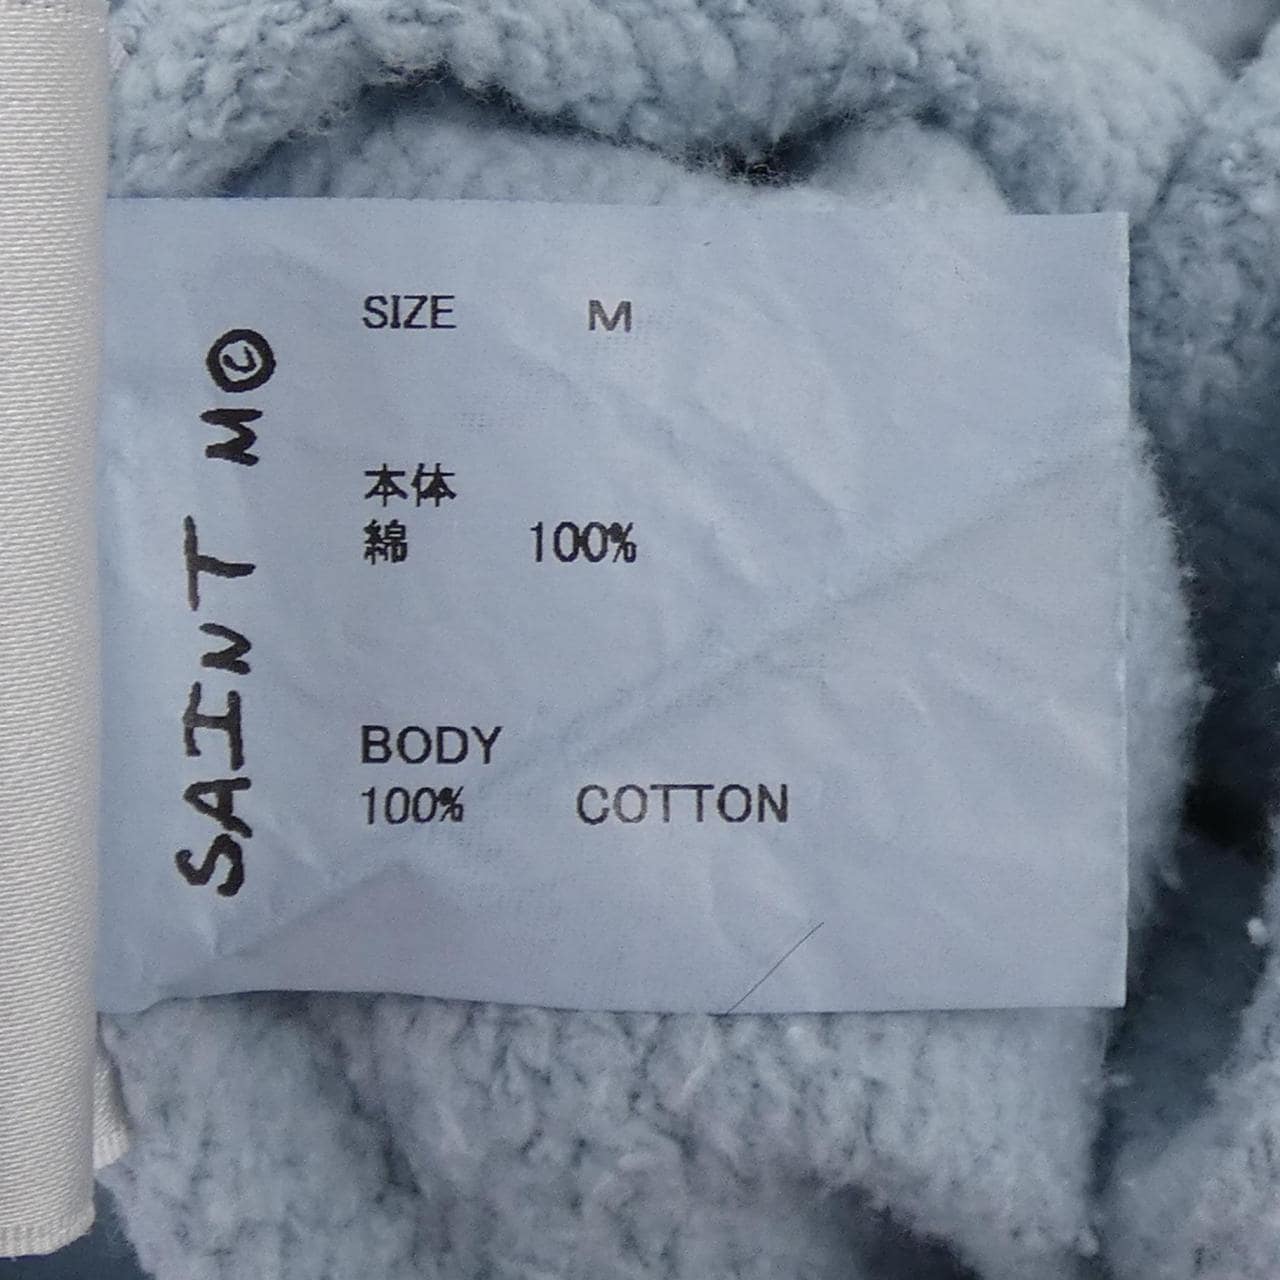 SAINT M©
SIZE M
本体
綿 100%
BODY
100% COTTON